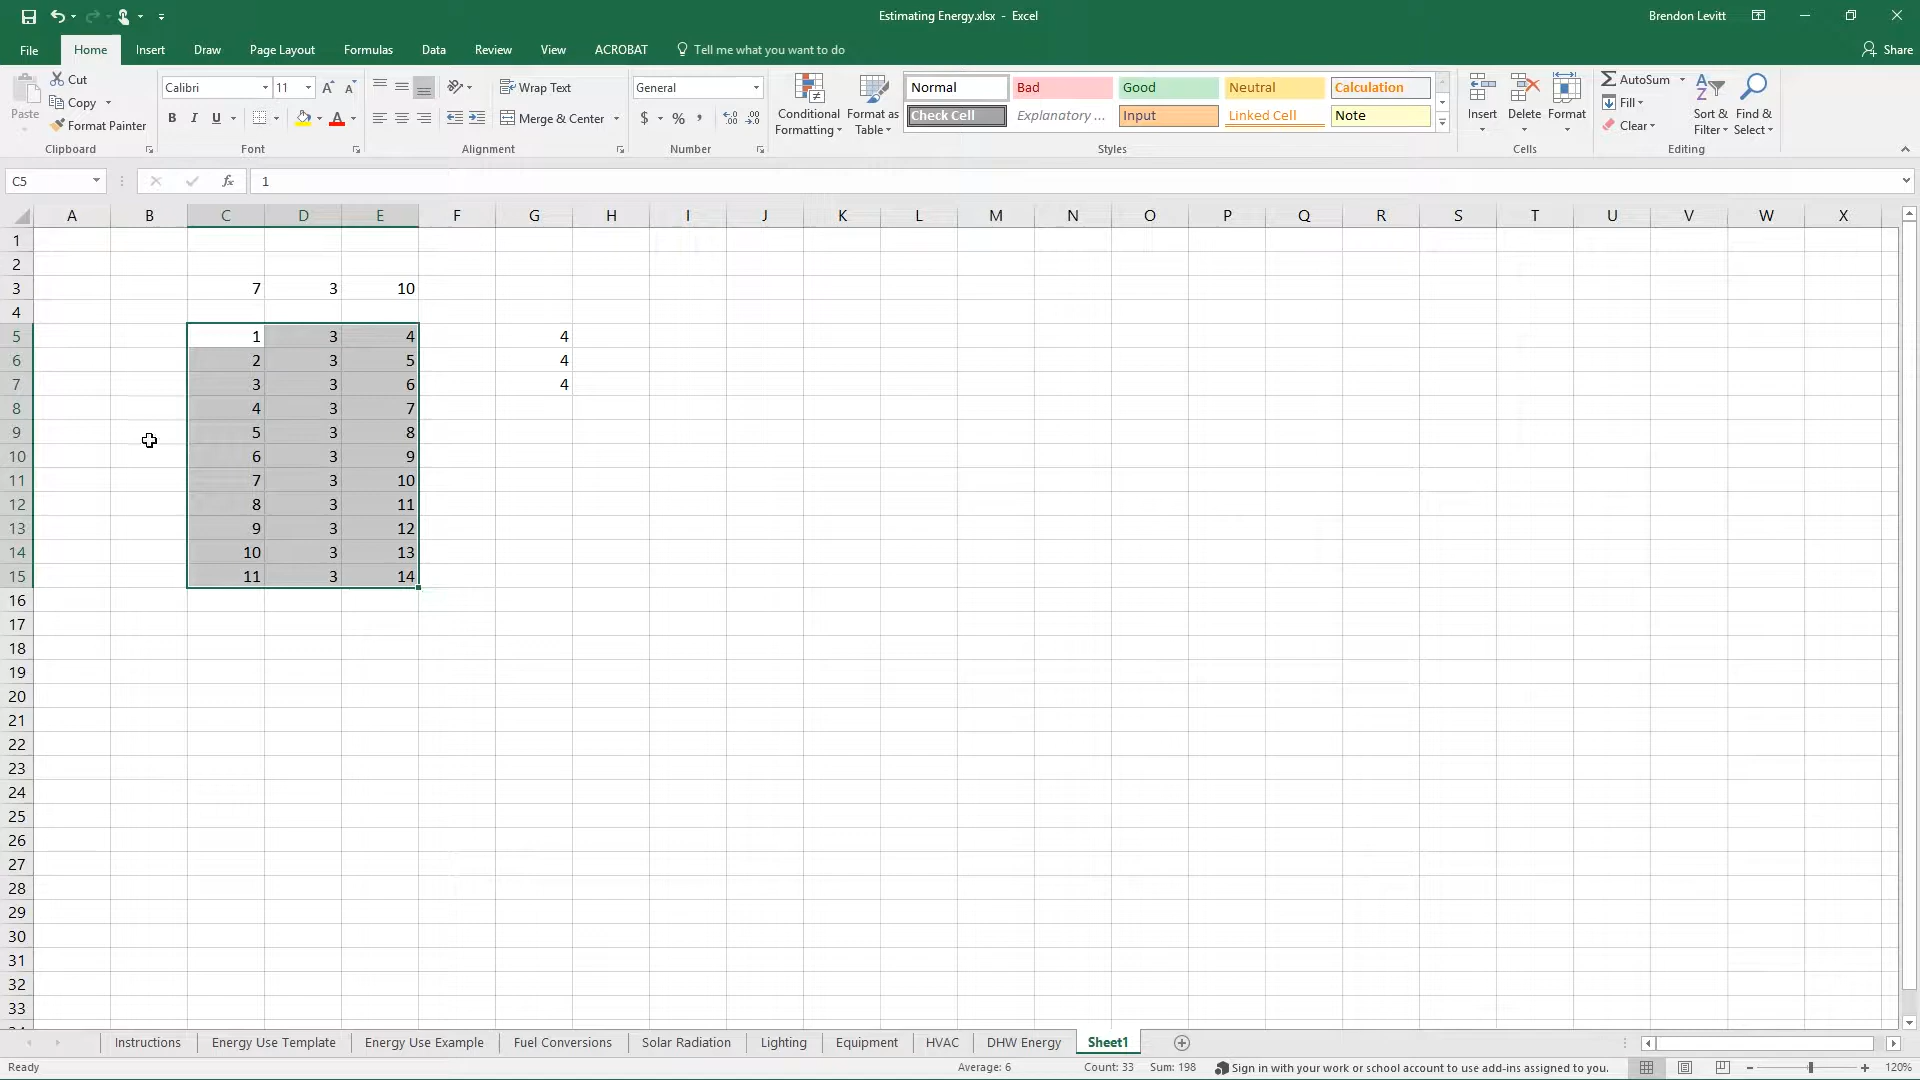 Estimating Energy.xlsx - Excel
Brendon Levitt
File Home Insert Draw Page Layout Formulas Data Review View ACROBAT Tell me what you want to do Share
Paste
Cut
Copy
Format Painter
Clipboard
Calibri 11
B I U
Font
Wrap Text
Merge & Center
Alignment
General
$ % ,
Number
Conditional Formatting
Format as Table
Normal Bad Good Neutral Calculation
Check Cell Explanatory ... Input Linked Cell Note
Styles
Insert Delete Format
Cells
AutoSum
Fill
Clear
Sort & Filter
Find & Select
Editing
C5 fx 1
A B C D E F G H I J K L M N O P Q R S T U V W X
1
2
3 7 3 10
4
5 1 3 4 4
6 2 3 5 4
7 3 3 6 4
8 4 3 7
9 5 3 8
10 6 3 9
11 7 3 10
12 8 3 11
13 9 3 12
14 10 3 13
15 11 3 14
16
17
18
19
20
21
22
23
24
25
26
27
28
29
30
31
32
33
Instructions Energy Use Template Energy Use Example Fuel Conversions Solar Radiation Lighting Equipment HVAC DHW Energy Sheet1
Ready Average: 6 Count: 33 Sum: 198 Sign in with your work or school account to use add-ins assigned to you. 120%